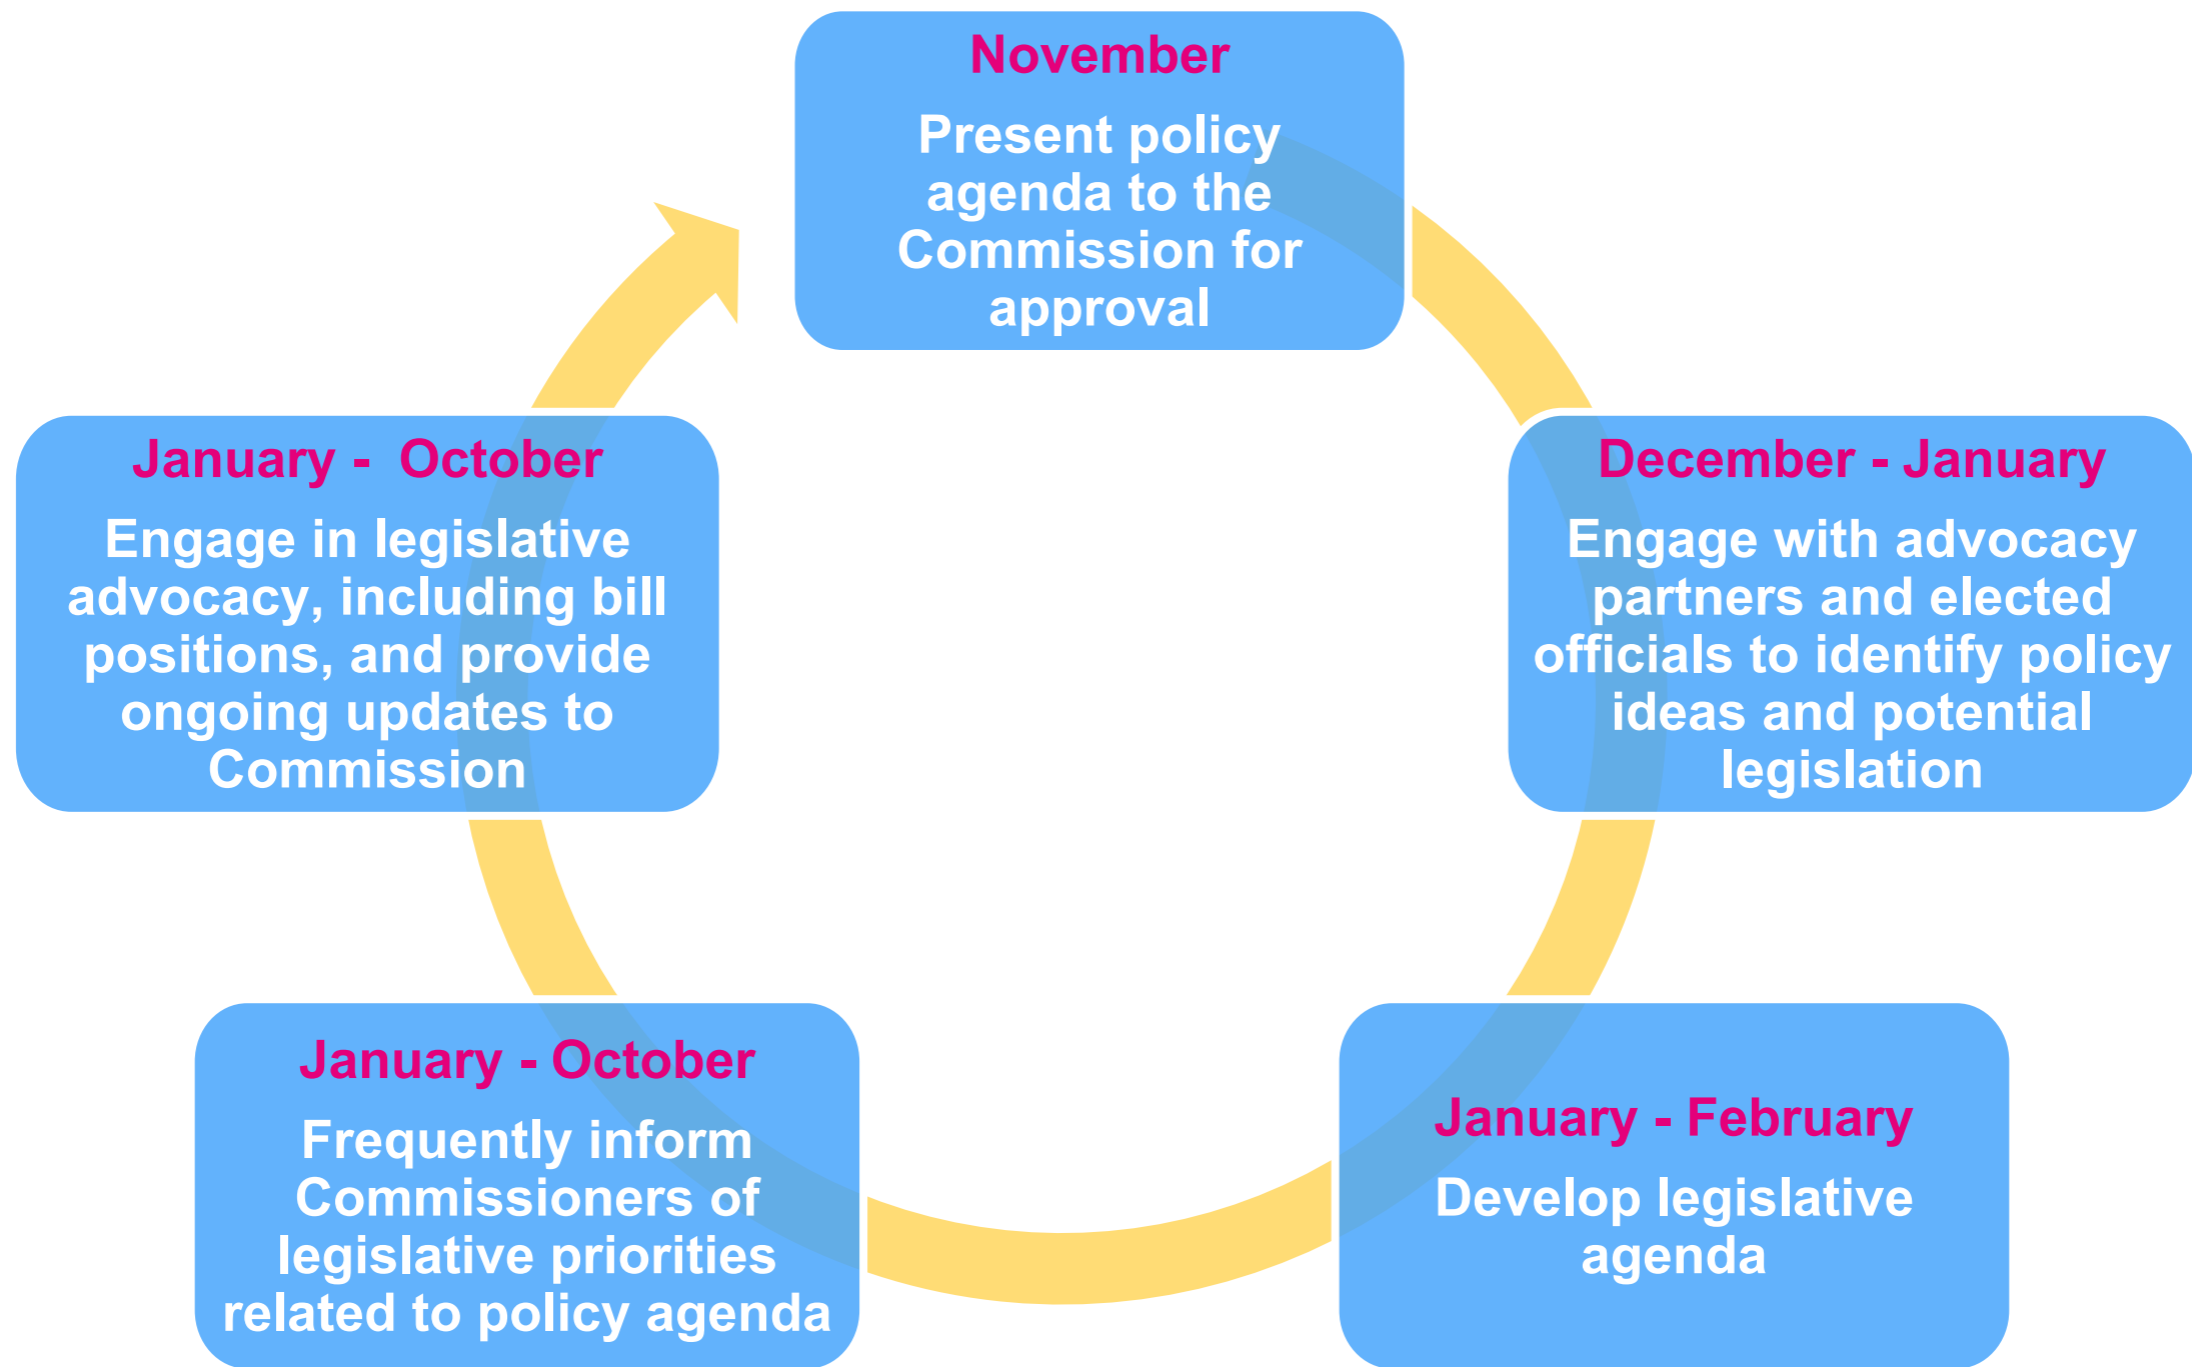 November
Present policy
agenda to the
Commission for
approval
December - January
Engage with advocacy
partners and elected
officials to identify policy
ideas and potential
legislation
January - February
Develop legislative
agenda
January - October
Frequently inform
Commissioners of
legislative priorities
related to policy agenda
January -  October
Engage in legislative
advocacy, including bill
positions, and provide
ongoing updates to
Commission